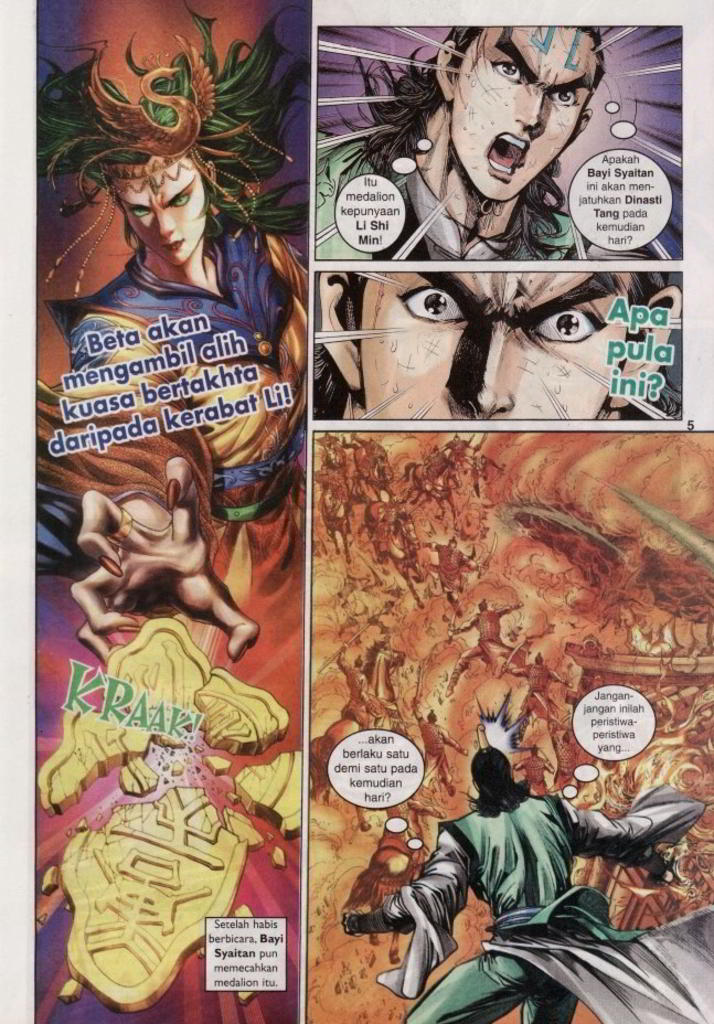 Beta akan
mengambil alih
kuasa bertakhta
daripada kerabat Li!
KRAAK!
Setelah habis
berbicara, Bayi
Syaitan pun
memecahkan
medalion itu.
Itu
medalion
kepunyaan
Li Shi
Min!
Apakah
Bayi Syaitan
ini akan men-
jatuhkan Dinasti
Tang pada
kemudian
hari?
Apa
pula
ini?
5
Jangan-
jangan inilah
peristiwa-
peristiwa
yang...
...akan
berlaku satu
demi satu pada
kemudian
hari?